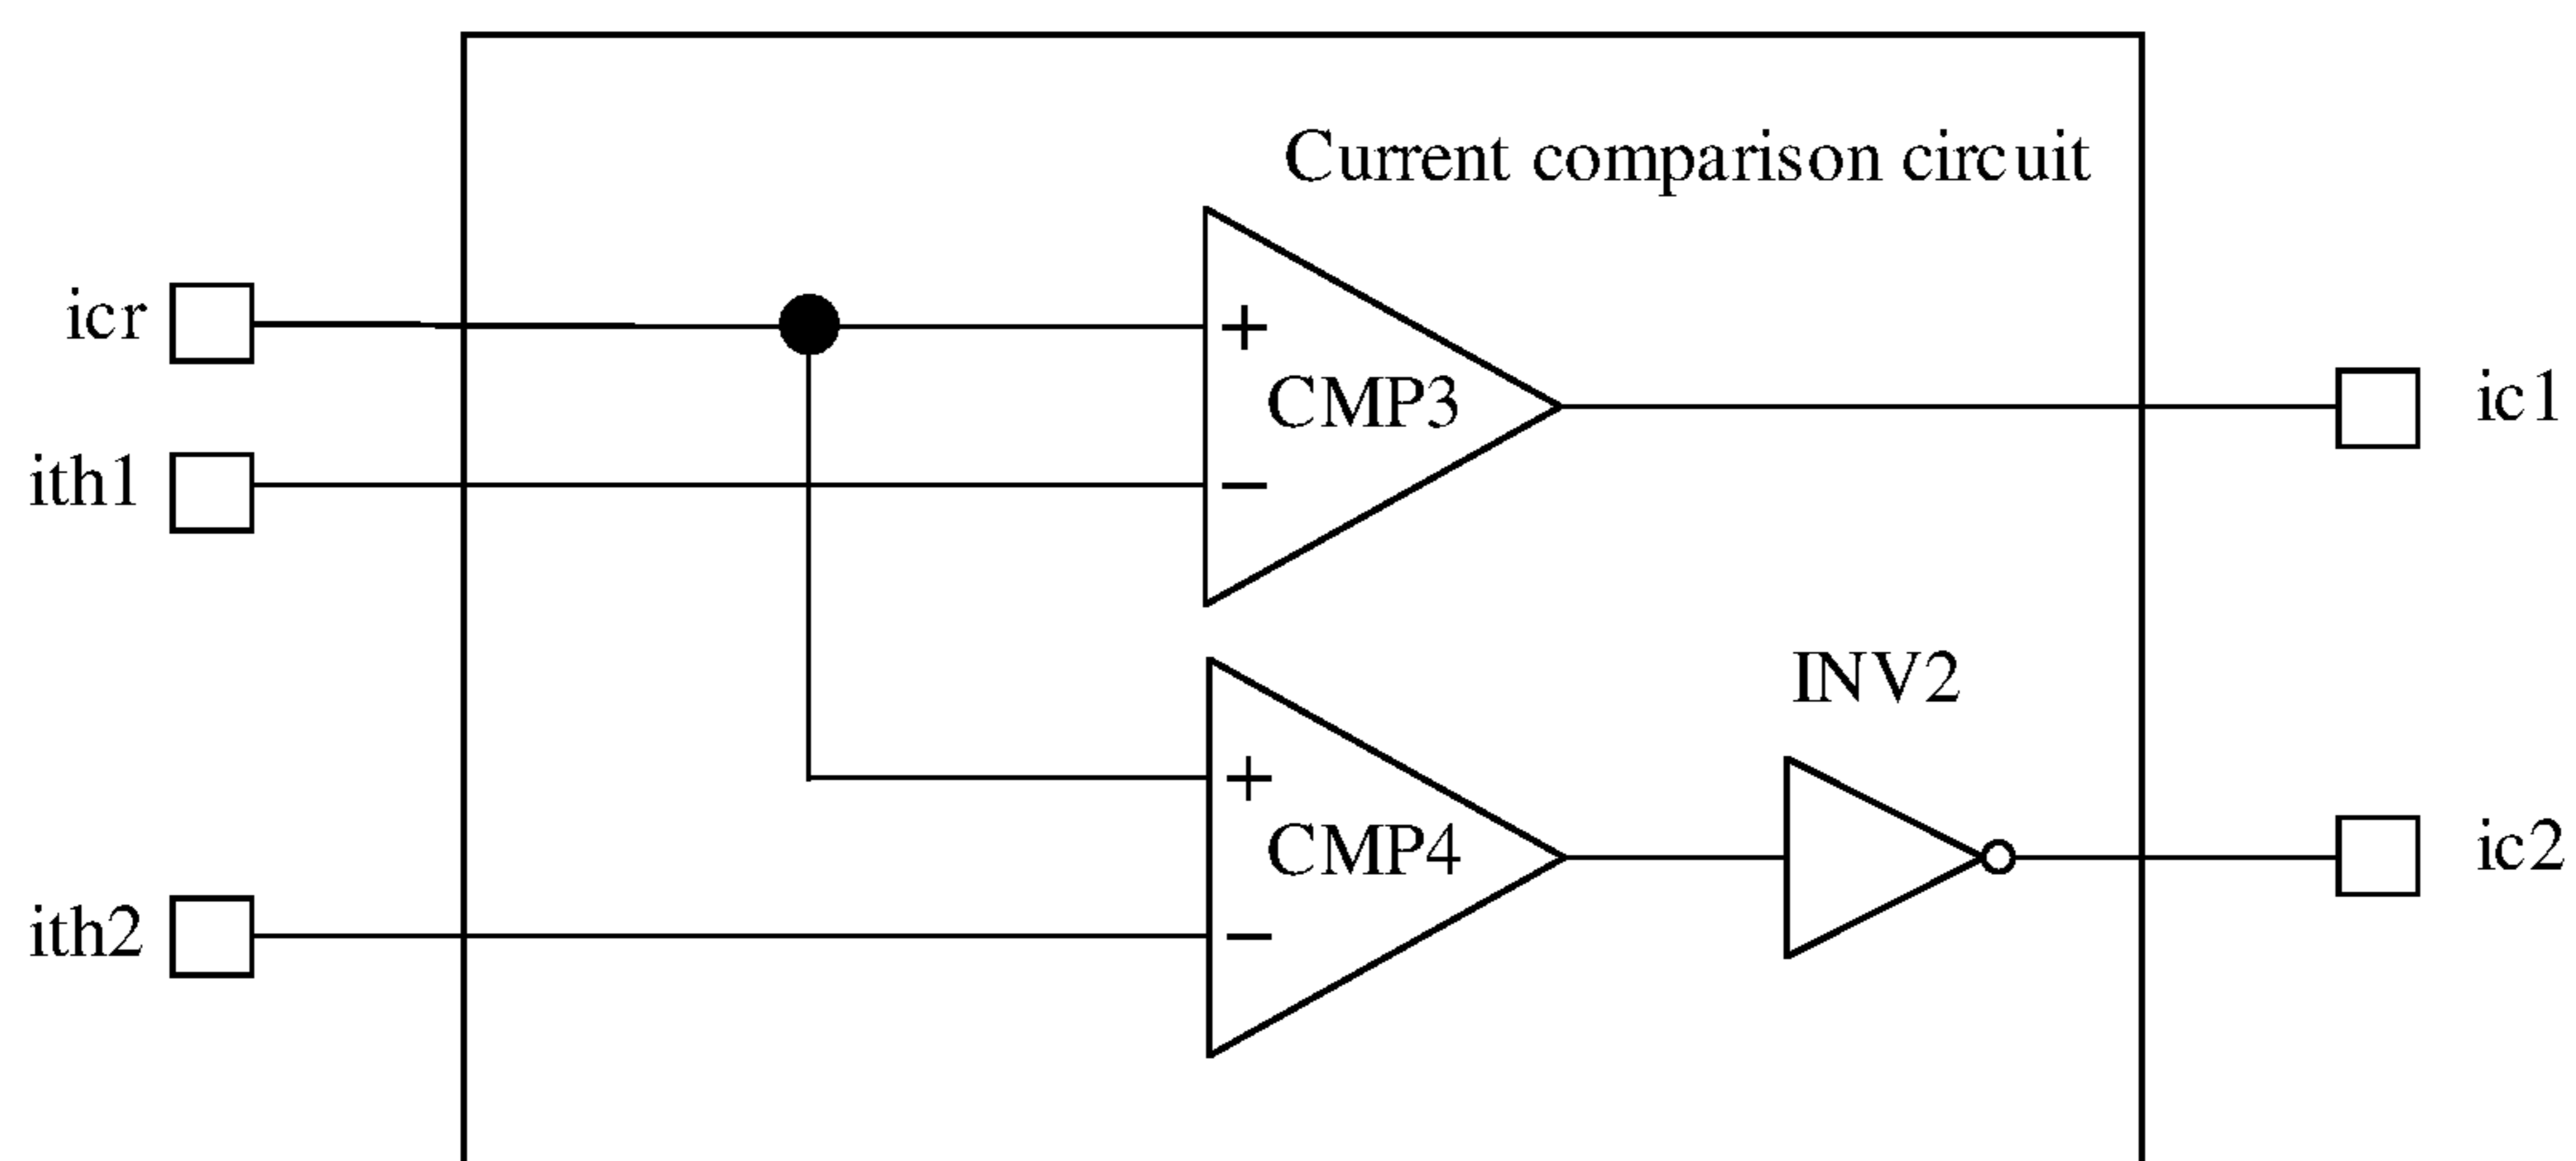 Current comparison circuit
icr
+
CMP3
ic1
ith1
−
INV2
+
CMP4
ic2
ith2
−